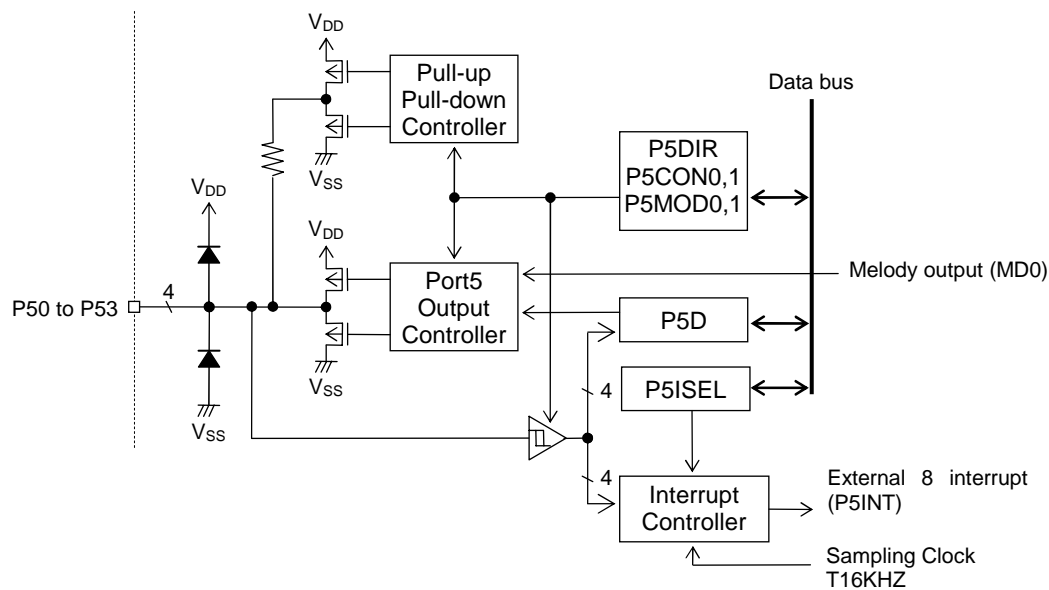 VDD
Pull-up
Pull-down
Controller
VSS
Data bus
P5DIR
P5CON0,1
P5MOD0,1
VDD
VDD
Melody output (MD0)
Port5
Output
Controller
P50 to P53
4
P5D
VSS
4
P5ISEL
VSS
4
Interrupt
Controller
External 8 interrupt
(P5INT)
Sampling Clock
T16KHZ